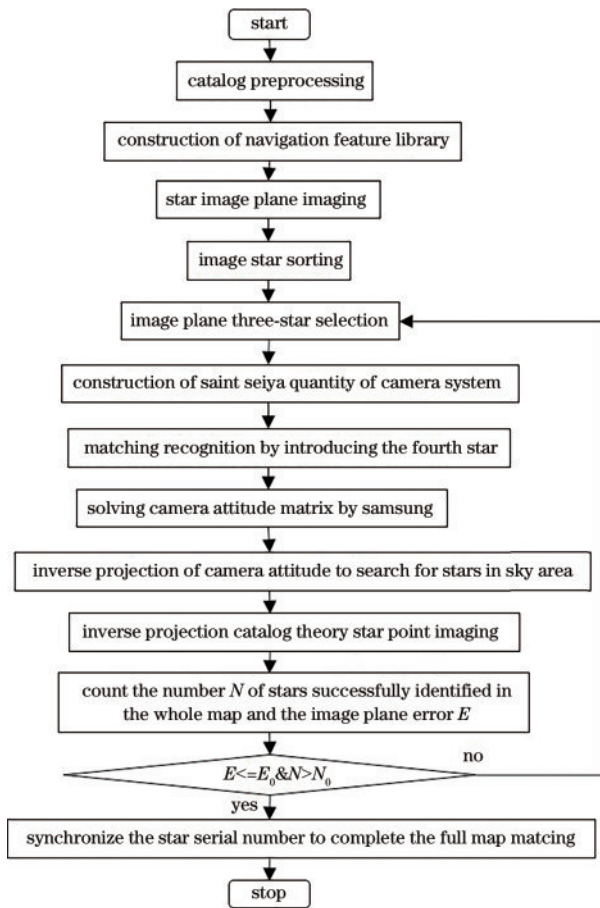 start
catalog preprocessing
construction of navigation feature library
star image plane imaging
image star sorting
image plane three-star selection
construction of saint seiya quantity of camera system
matching recognition by introducing the fourth star
solving camera attitude matrix by samsung
inverse projection of camera attitude to search for stars in sky area
inverse projection catalog theory star point imaging
count the number N of stars successfully identified in
the whole map and the image plane error E
no
E<=E₀&N>N₀
yes
synchronize the star serial number to complete the full map matcing
stop